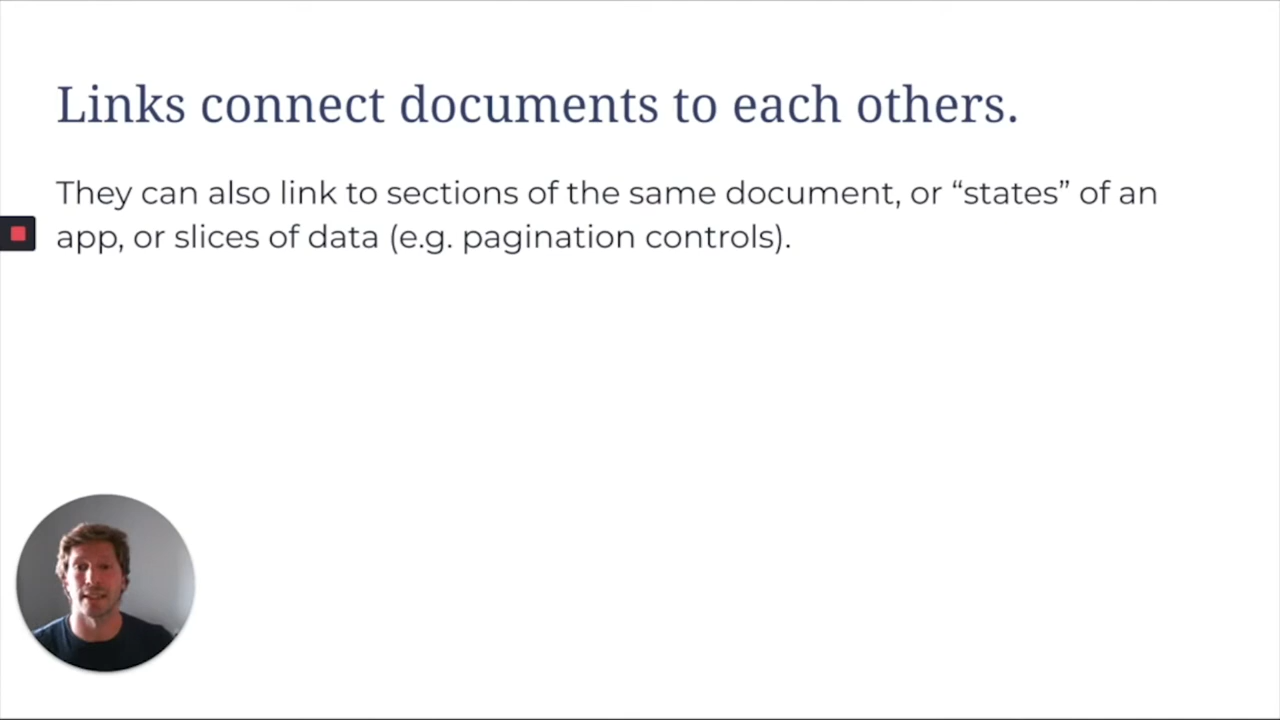 Links connect documents to each others.
They can also link to sections of the same document, or “states” of an
app, or slices of data (e.g. pagination controls).